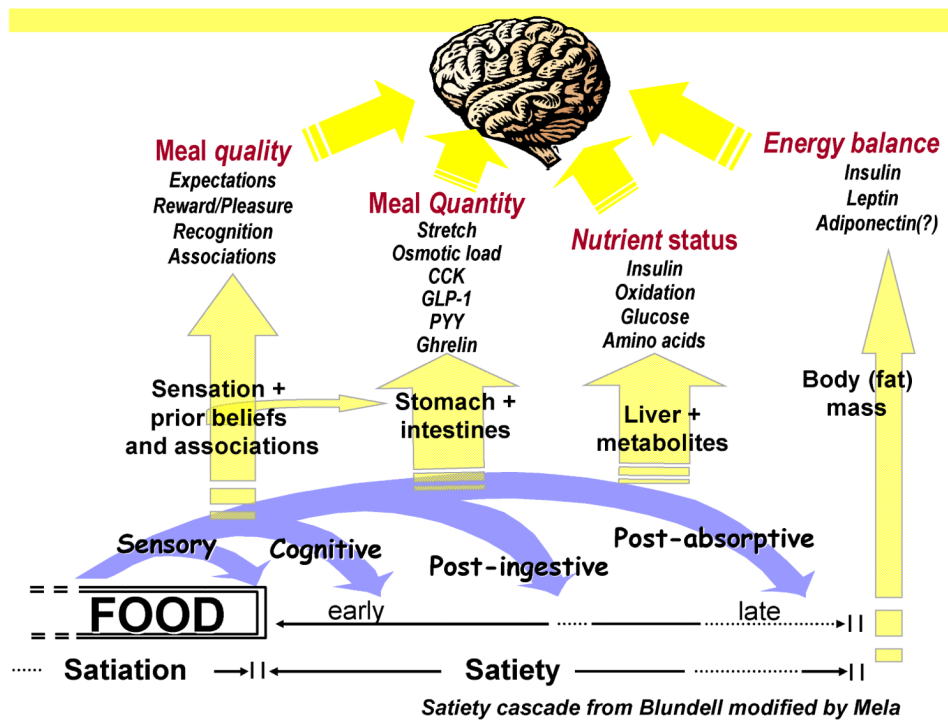 Meal quality
Expectations
Reward/Pleasure
Recognition
Associations
Meal Quantity
Stretch
Osmotic load
CCK
GLP-1
PYY
Ghrelin
Nutrient status
Insulin
Oxidation
Glucose
Amino acids
Energy balance
Insulin
Leptin
Adiponectin(?)
Sensation +
prior beliefs
and associations
Stomach +
intestines
Liver +
metabolites
Body (fat)
mass
Sensory
Cognitive
Post-ingestive
Post-absorptive
FOOD
early
late
Satiation
Satiety
Satiety cascade from Blundell modified by Mela